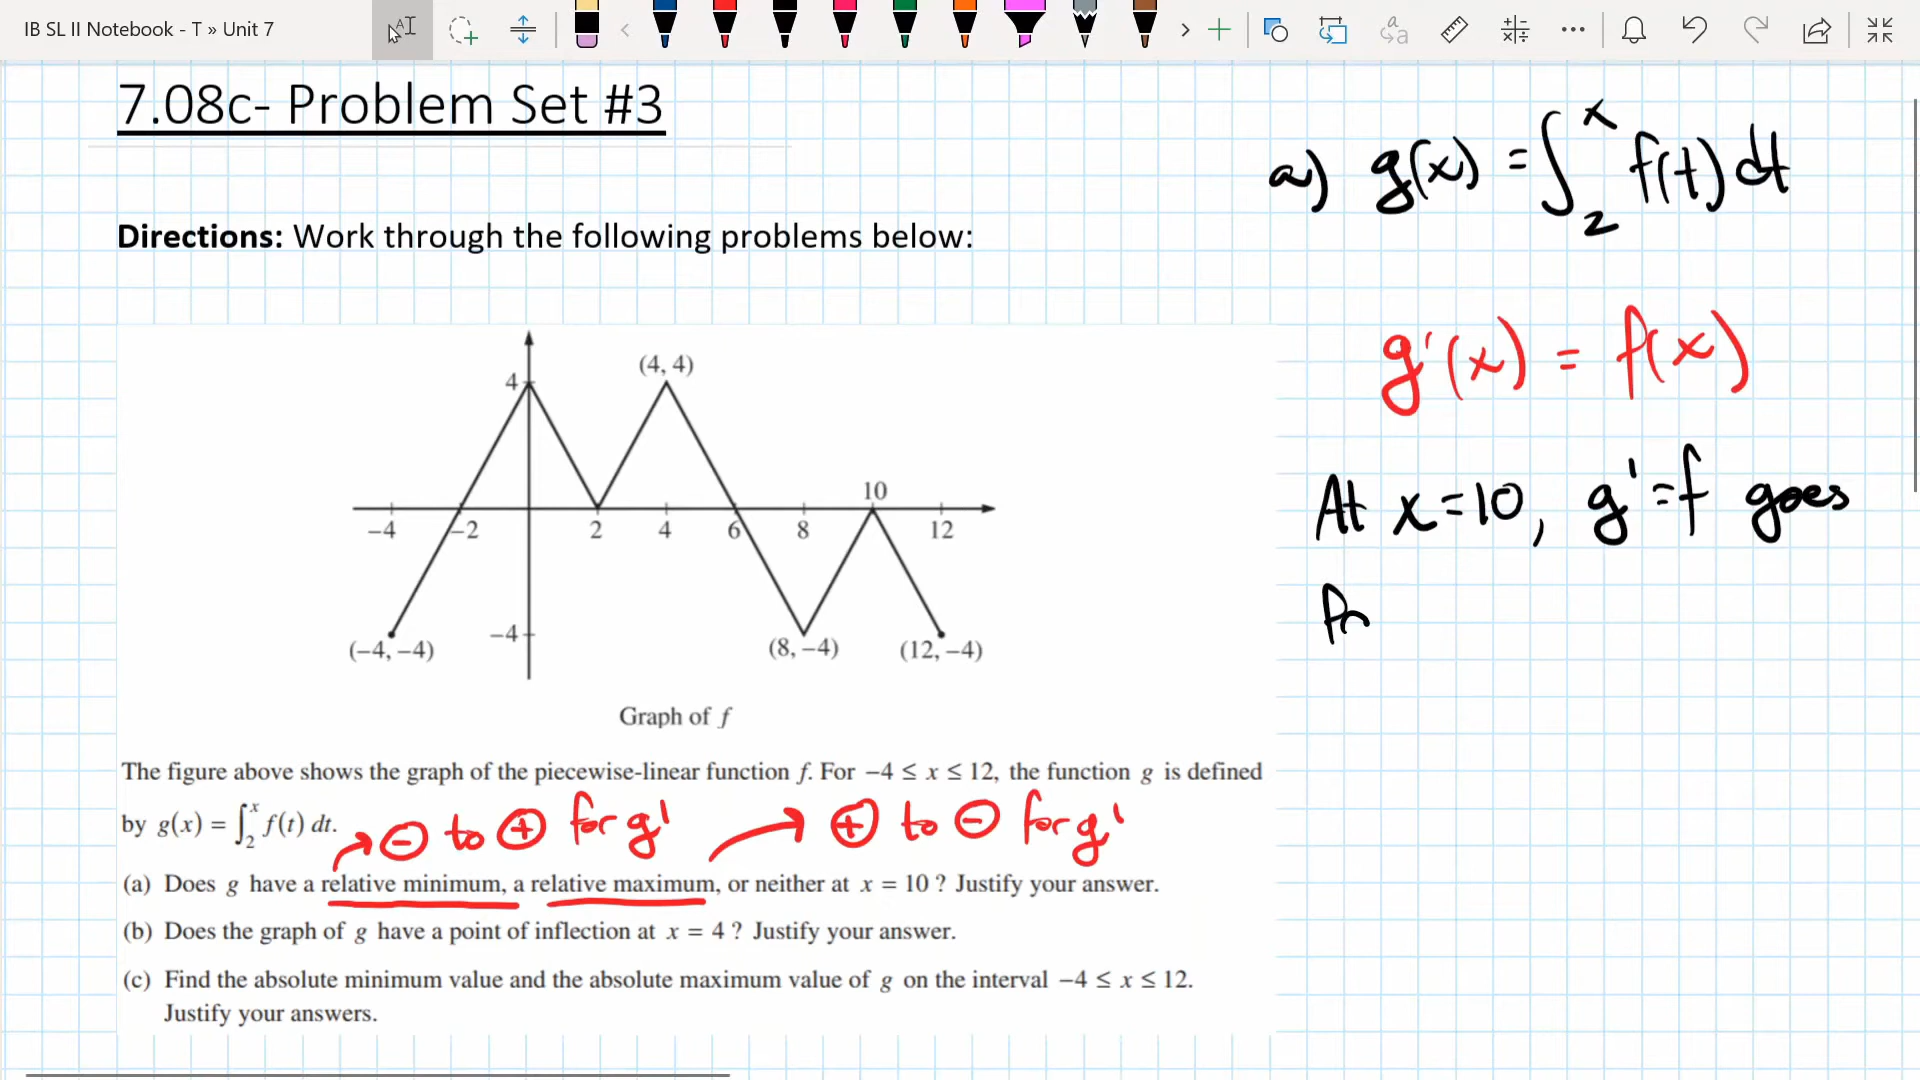 IB SL II Notebook - T » Unit 7
7.08c- Problem Set #3
Directions: Work through the following problems below:
(4, 4)
4
10
−4 −2 2 4 6 8 12
−4
(−4, −4) (8, −4) (12, −4)
Graph of f
The figure above shows the graph of the piecewise-linear function f. For −4 ≤ x ≤ 12, the function g is defined
by g(x) = ∫₂ˣ f(t) dt.
⊖ to ⊕ for g' ⊕ to ⊖ for g'
(a) Does g have a relative minimum, a relative maximum, or neither at x = 10 ? Justify your answer.
(b) Does the graph of g have a point of inflection at x = 4 ? Justify your answer.
(c) Find the absolute minimum value and the absolute maximum value of g on the interval −4 ≤ x ≤ 12.
Justify your answers.
a) g(x) = ∫₂ˣ f(t) dt
g'(x) = f(x)
At x=10, g'=f goes